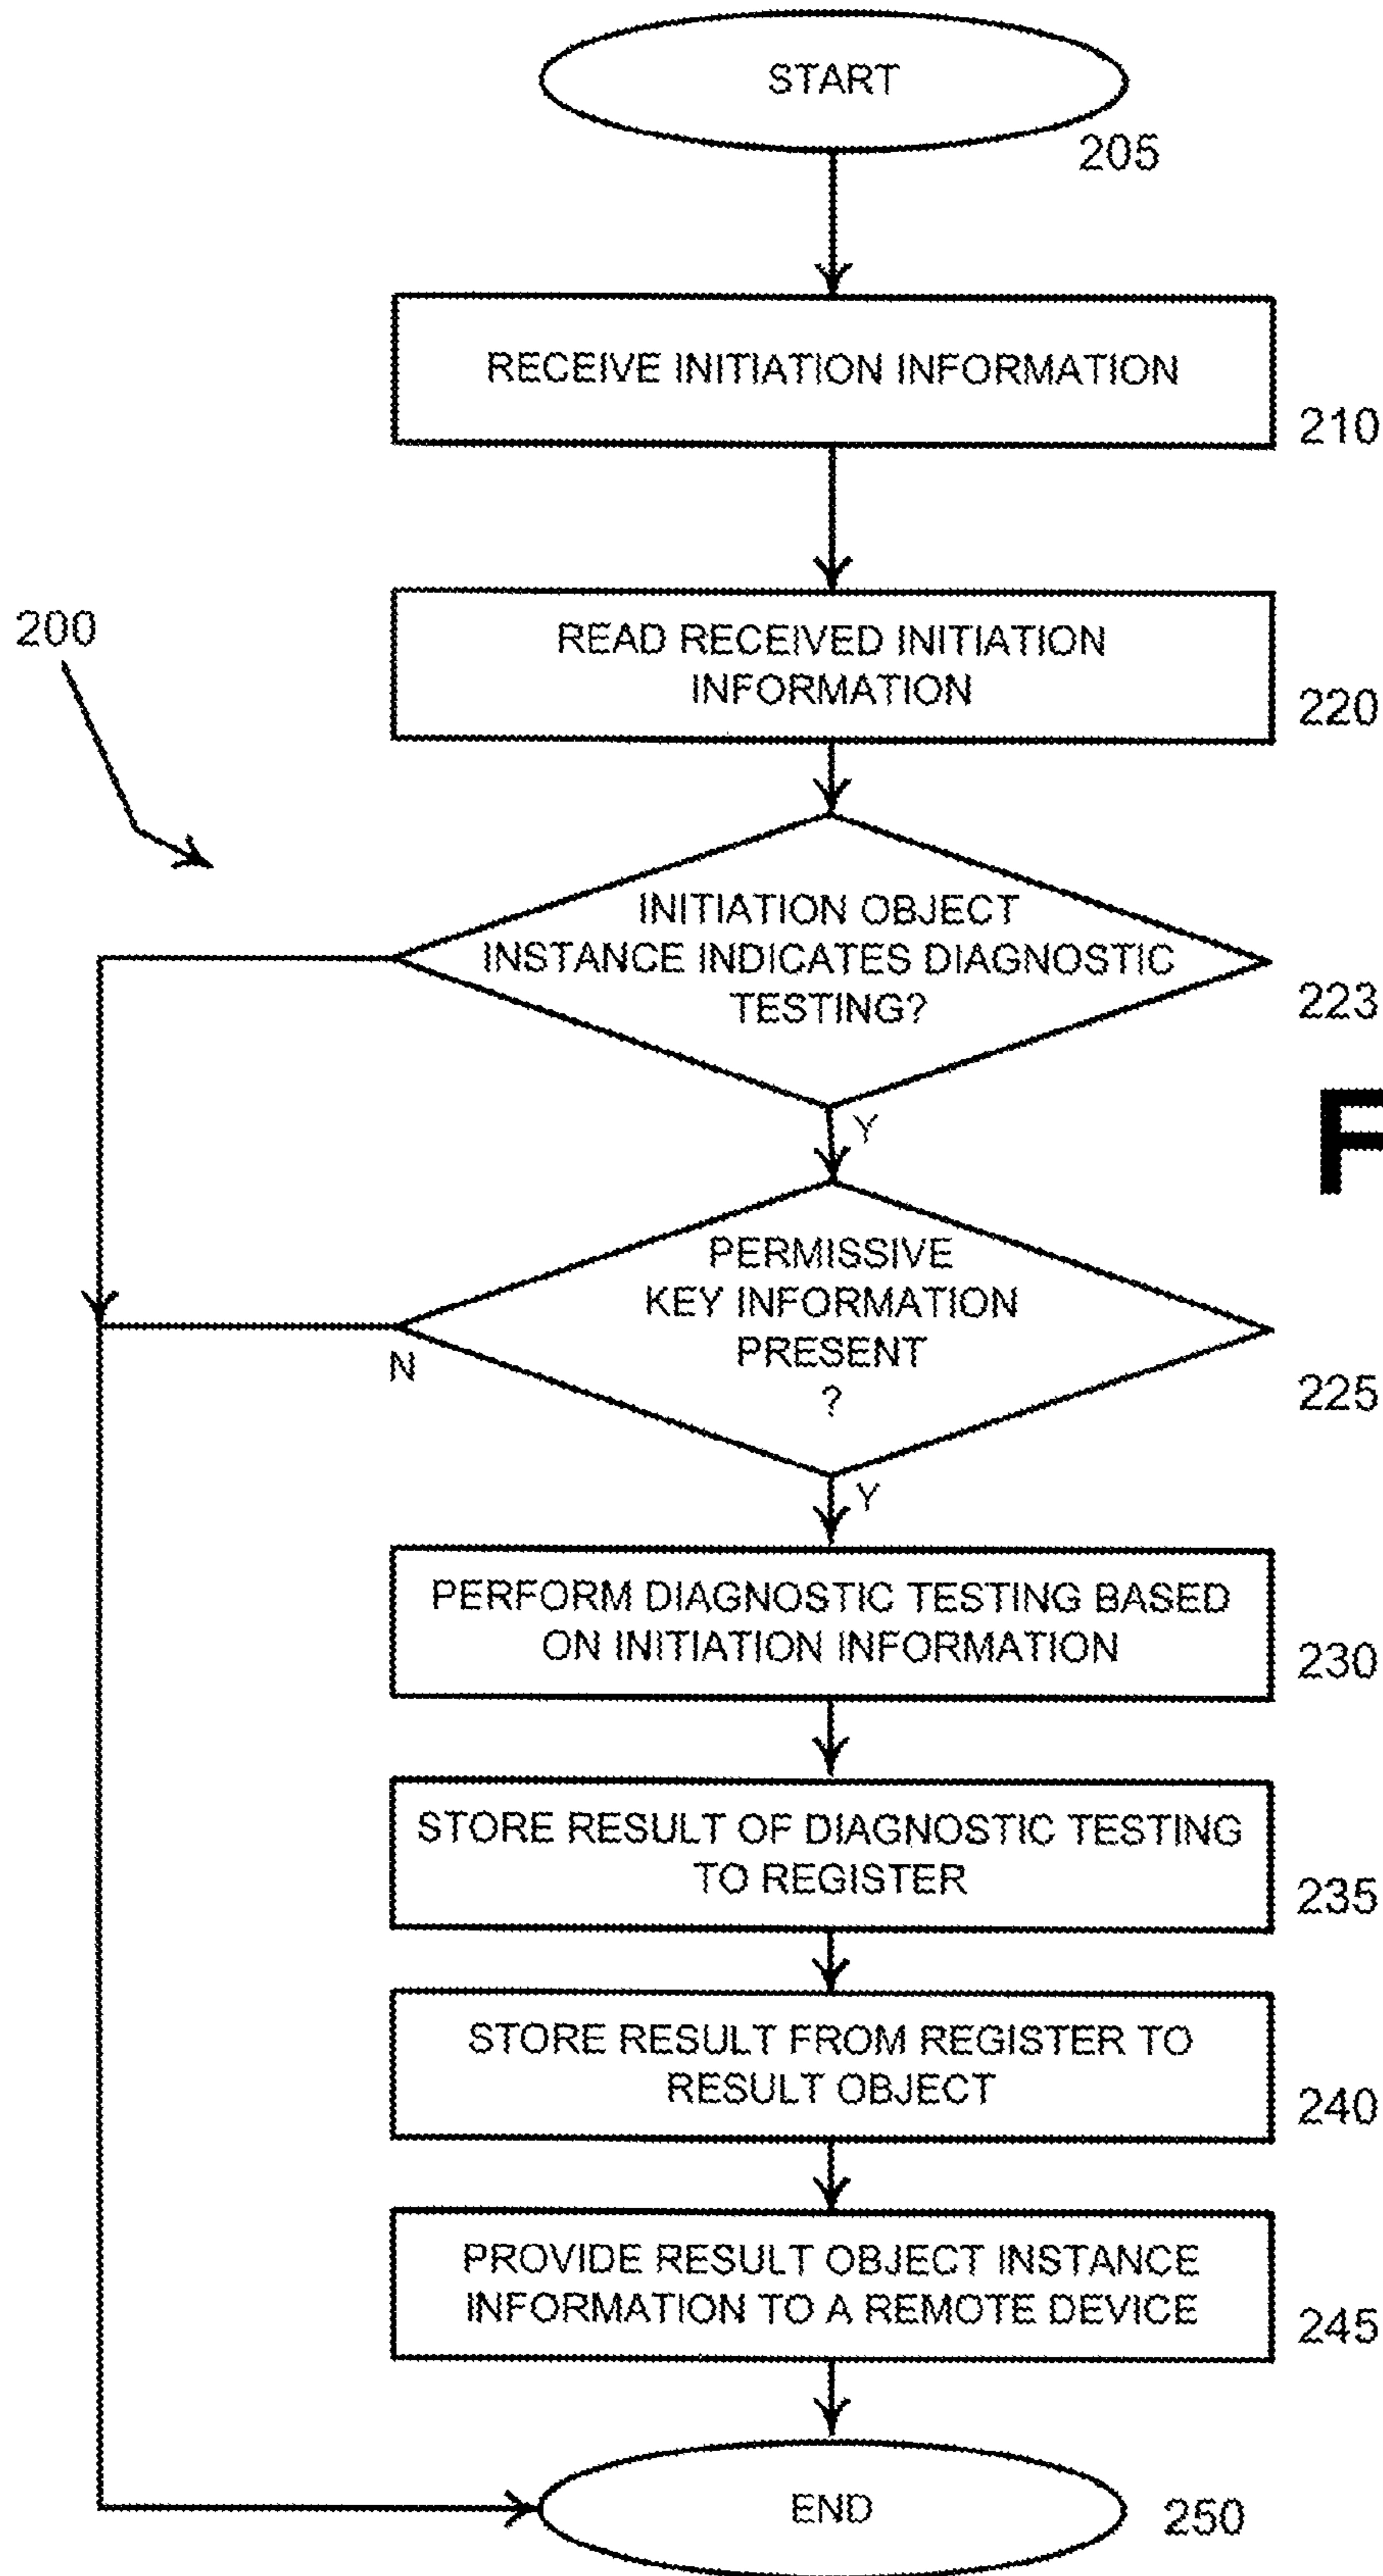 START
205
RECEIVE INITIATION INFORMATION
210
200
READ RECEIVED INITIATION
INFORMATION
220
INITIATION OBJECT
INSTANCE INDICATES DIAGNOSTIC
TESTING?
223
Y
F
PERMISSIVE
KEY INFORMATION
PRESENT
?
N
225
Y
PERFORM DIAGNOSTIC TESTING BASED
ON INITIATION INFORMATION
230
STORE RESULT OF DIAGNOSTIC TESTING
TO REGISTER
235
STORE RESULT FROM REGISTER TO
RESULT OBJECT
240
PROVIDE RESULT OBJECT INSTANCE
INFORMATION TO A REMOTE DEVICE
245
END
250